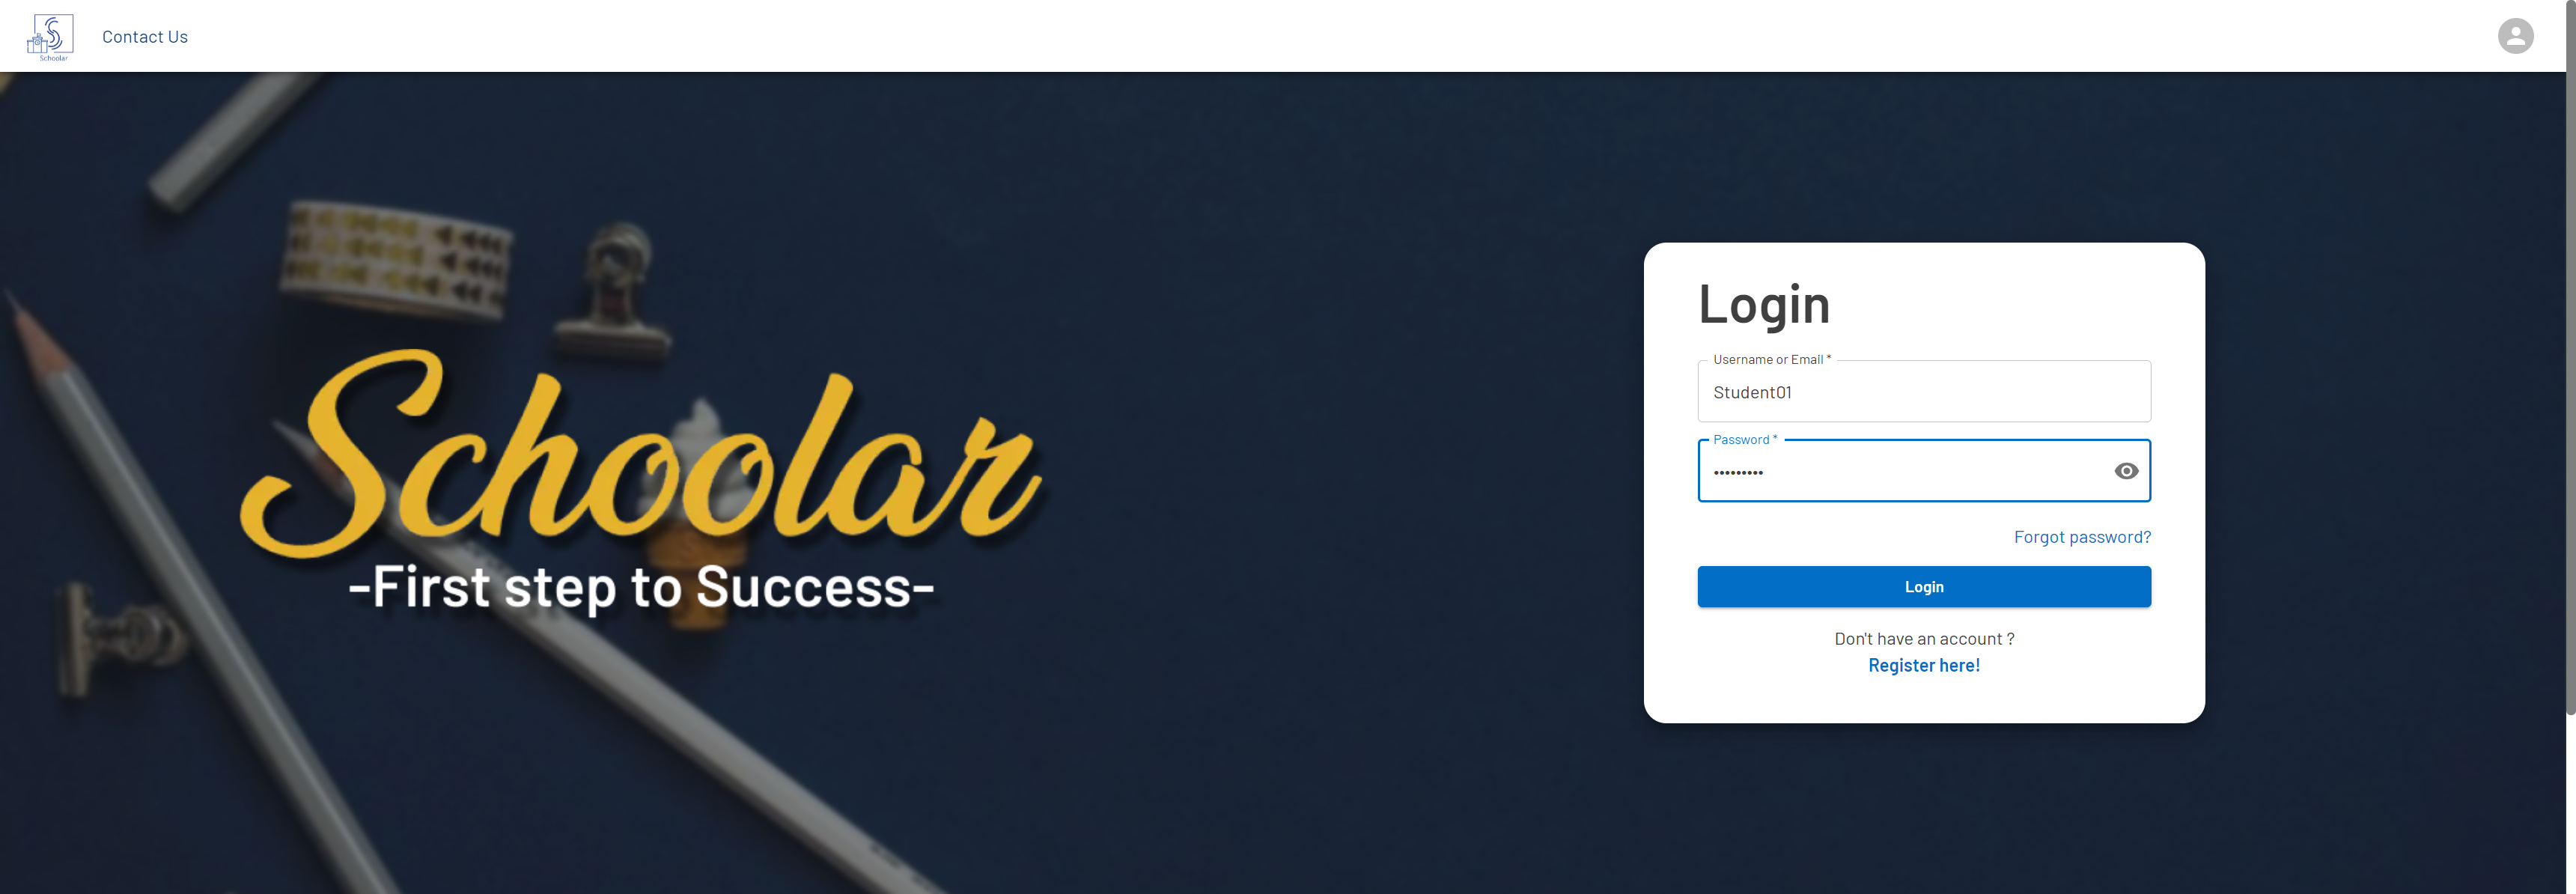 Schoolar
Contact Us
Schoolar
-First step to Success-
Login
Username or Email *
Student01
Password *
•••••••••
Forgot password?
Login
Don't have an account ?
Register here!